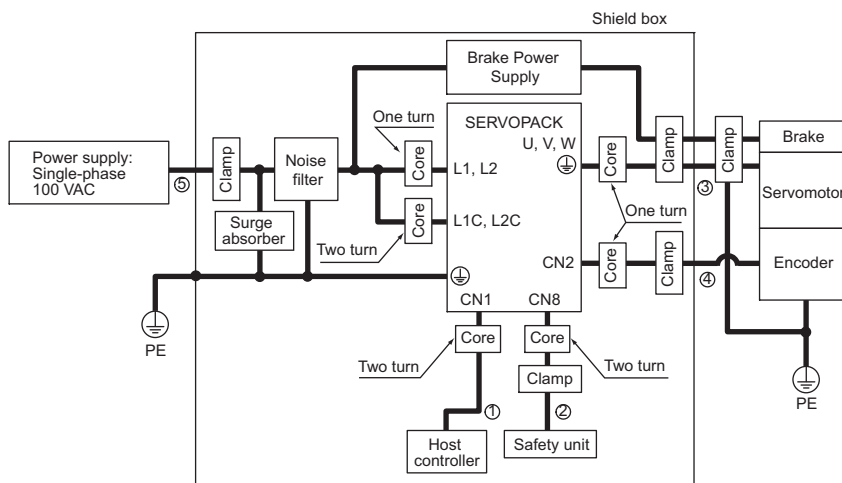 Shield box
Brake Power
Supply
One turn
SERVOPACK
U, V, W
Power supply:
Single-phase
100 VAC
⑤
Clamp
Noise
filter
Core
L1, L2
Core
Clamp
Clamp
③
Brake
Servomotor
Surge
absorber
Two turn
Core
L1C, L2C
One turn
CN2
Core
Clamp
④
Encoder
PE
CN1
CN8
Two turn
Core
Core
Two turn
Clamp
PE
①
②
Host
controller
Safety unit